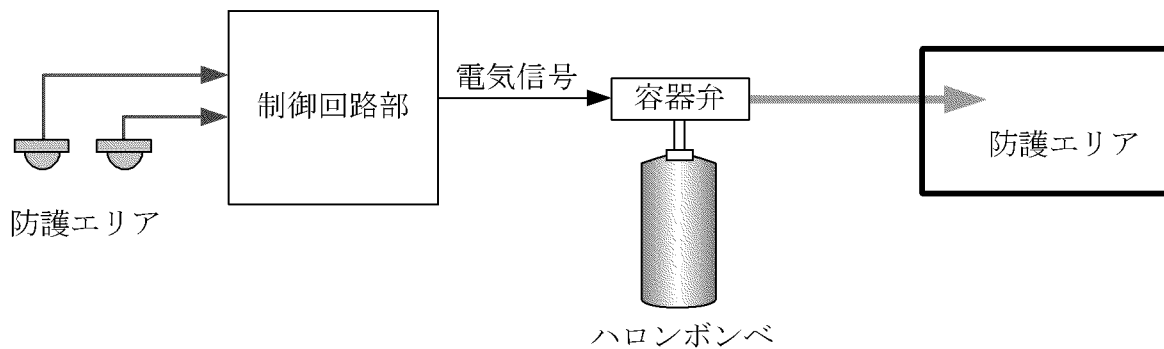 制御回路部
電気信号
容器弁
防護エリア
防護エリア
ハロンボンベ